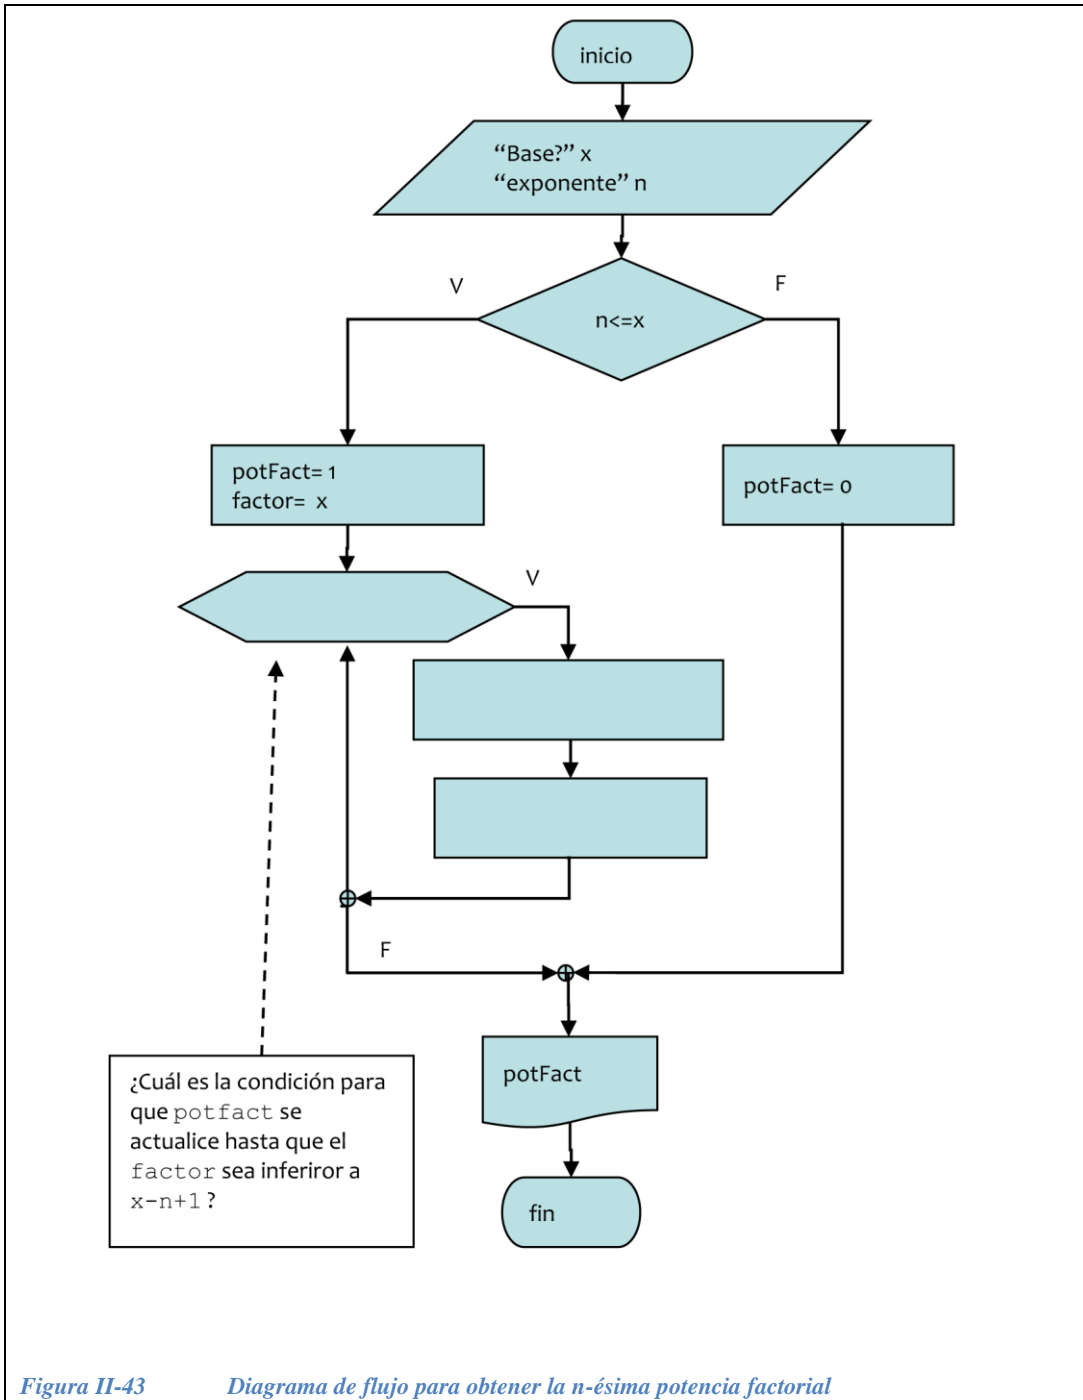 inicio
“Base?” x
“exponente” n
V
F
n<=x
potFact= 1
factor= x
potFact= 0
V
F
potFact
¿Cuál es la condición para
que potfact se
actualice hasta que el
factor sea inferiror a
x-n+1 ?
fin
Figura II-43 Diagrama de flujo para obtener la n-ésima potencia factorial